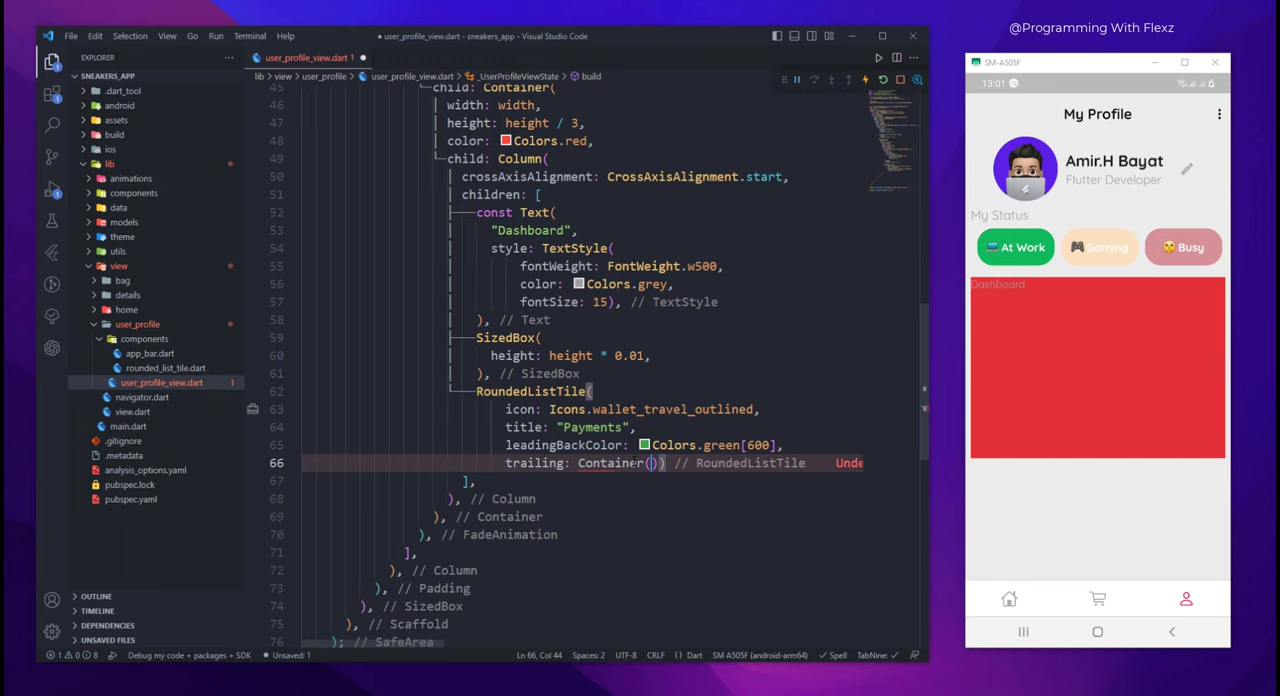 @Programming With Flexz
File Edit Selection View Go Run Terminal Help
● user_profile_view.dart - sneakers_app - Visual Studio Code
EXPLORER
user_profile_view.dart 1
SNEAKERS_APP
lib > view > user_profile > user_profile_view.dart > _UserProfileViewState > build
.dart_tool
android
assets
build
ios
lib
animations
components
data
models
theme
utils
view
bag
details
home
user_profile
components
app_bar.dart
rounded_list_tile.dart
user_profile_view.dart 1
navigator.dart
view.dart
main.dart
.gitignore
.metadata
analysis_options.yaml
pubspec.lock
pubspec.yaml
OUTLINE
TIMELINE
DEPENDENCIES
UNSAVED FILES
45 child: Container(
46 width: width,
47 height: height / 3,
48 color: Colors.red,
49 child: Column(
50 crossAxisAlignment: CrossAxisAlignment.start,
51 children: [
52 const Text(
53 "Dashboard",
54 style: TextStyle(
55 fontWeight: FontWeight.w500,
56 color: Colors.grey,
57 fontSize: 15), // TextStyle
58 ), // Text
59 SizedBox(
60 height: height * 0.01,
61 ), // SizedBox
62 RoundedListTile(
63 icon: Icons.wallet_travel_outlined,
64 title: "Payments",
65 leadingBackColor: Colors.green[600],
66 trailing: Container()) // RoundedListTile Unde
67 ],
68 ), // Column
69 ), // Container
70 ), // FadeAnimation
71 ],
72 ), // Column
73 ), // Padding
74 ), // SizedBox
75 ), // Scaffold
76 ); // SafeArea
1 0 8 Debug my code + packages + SDK Unsaved: 1 Ln 66, Col 44 Spaces: 2 UTF-8 CRLF {} Dart SM A505F (android-arm64) Spell TabNine:
SM-A505F
13:01
My Profile
Amir.H Bayat
Flutter Developer
My Status
At Work Gaming Busy
Dashboard